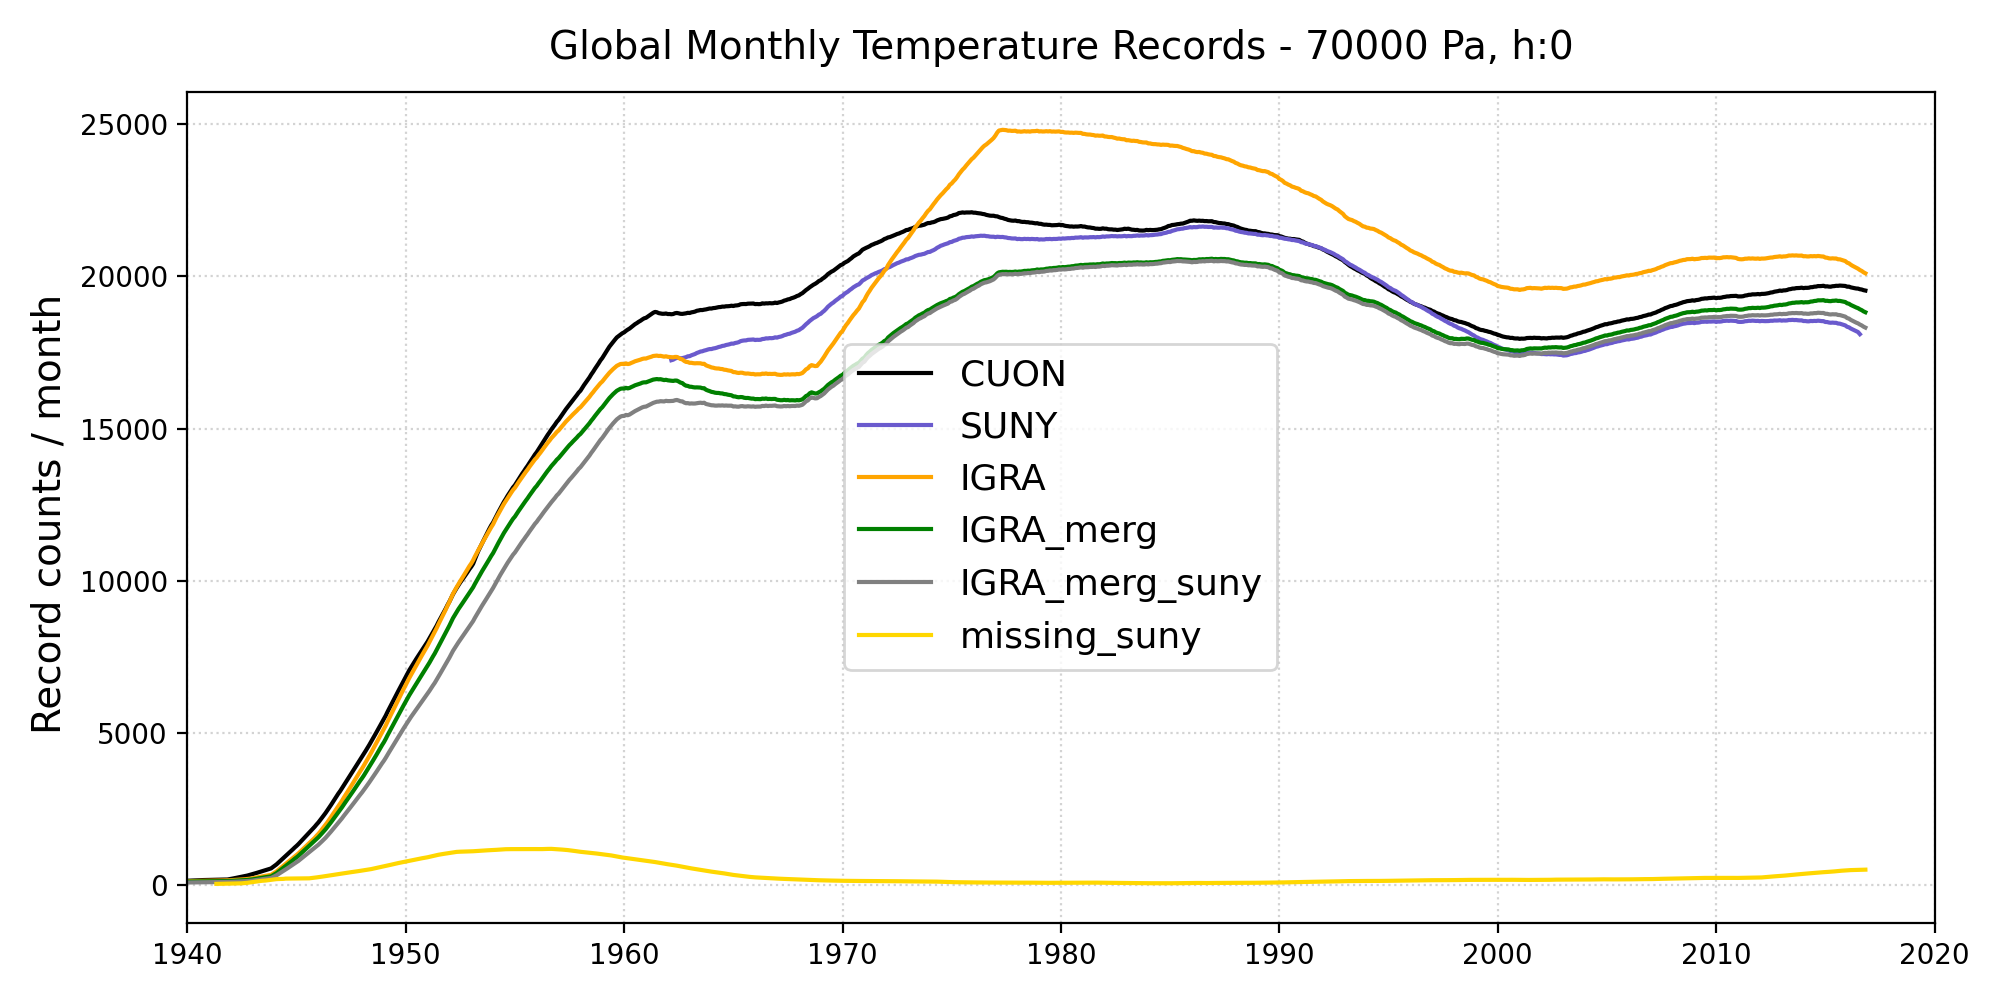 Global Monthly Temperature Records - 70000 Pa, h:0
Record counts / month
25000
20000
15000
10000
5000
0
CUON
SUNY
IGRA
IGRA_merg
IGRA_merg_suny
missing_suny
1940 1950 1960 1970 1980 1990 2000 2010 2020